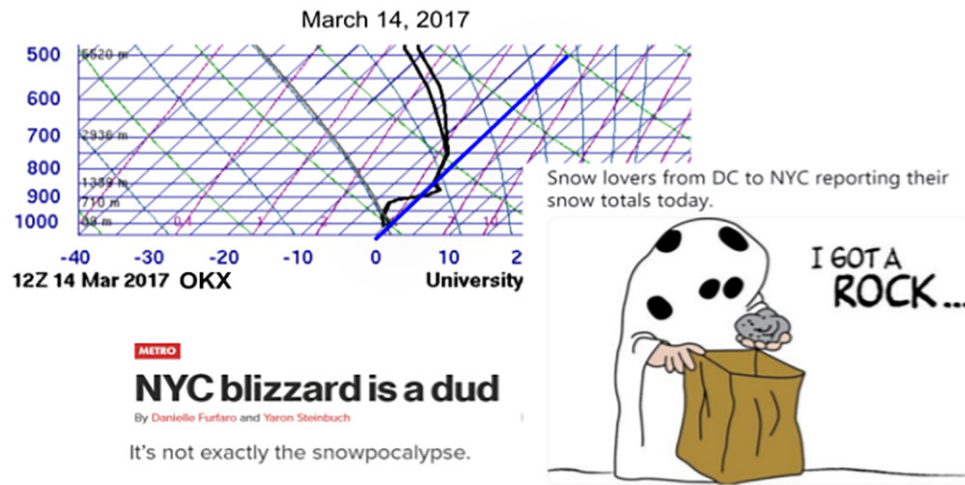 March 14, 2017
500
5520 m
600
700
2936 m
800
900
710 m
1000
-40 -30 -20 -10 0 10 2
12Z 14 Mar 2017 OKX University
Snow lovers from DC to NYC reporting their
snow totals today.
I GOT A
ROCK...
METRO
NYC blizzard is a dud
By Danielle Furfaro and Yaron Steinbuch
It's not exactly the snowpocalypse.